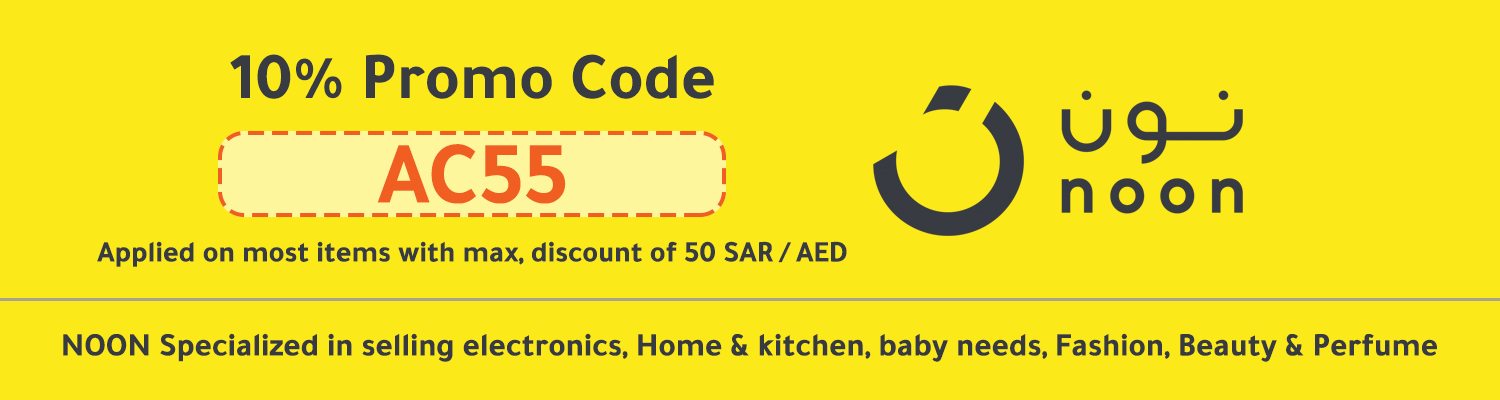 10% Promo Code
AC55
Applied on most items with max, discount of 50 SAR / AED
نون
noon
NOON Specialized in selling electronics, Home & kitchen, baby needs, Fashion, Beauty & Perfume